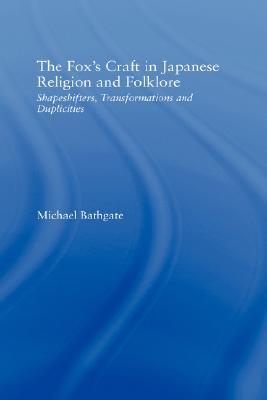 The Fox's Craft in Japanese
Religion and Folklore
Shapeshifters, Transformations and
Duplicities
Michael Bathgate